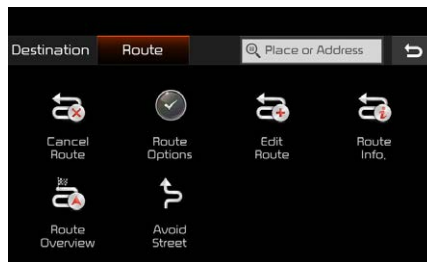 Destination
Route
Place or Address
Cancel
Route
Route
Options
Edit
Route
Route
Info.
Route
Overview
Avoid
Street